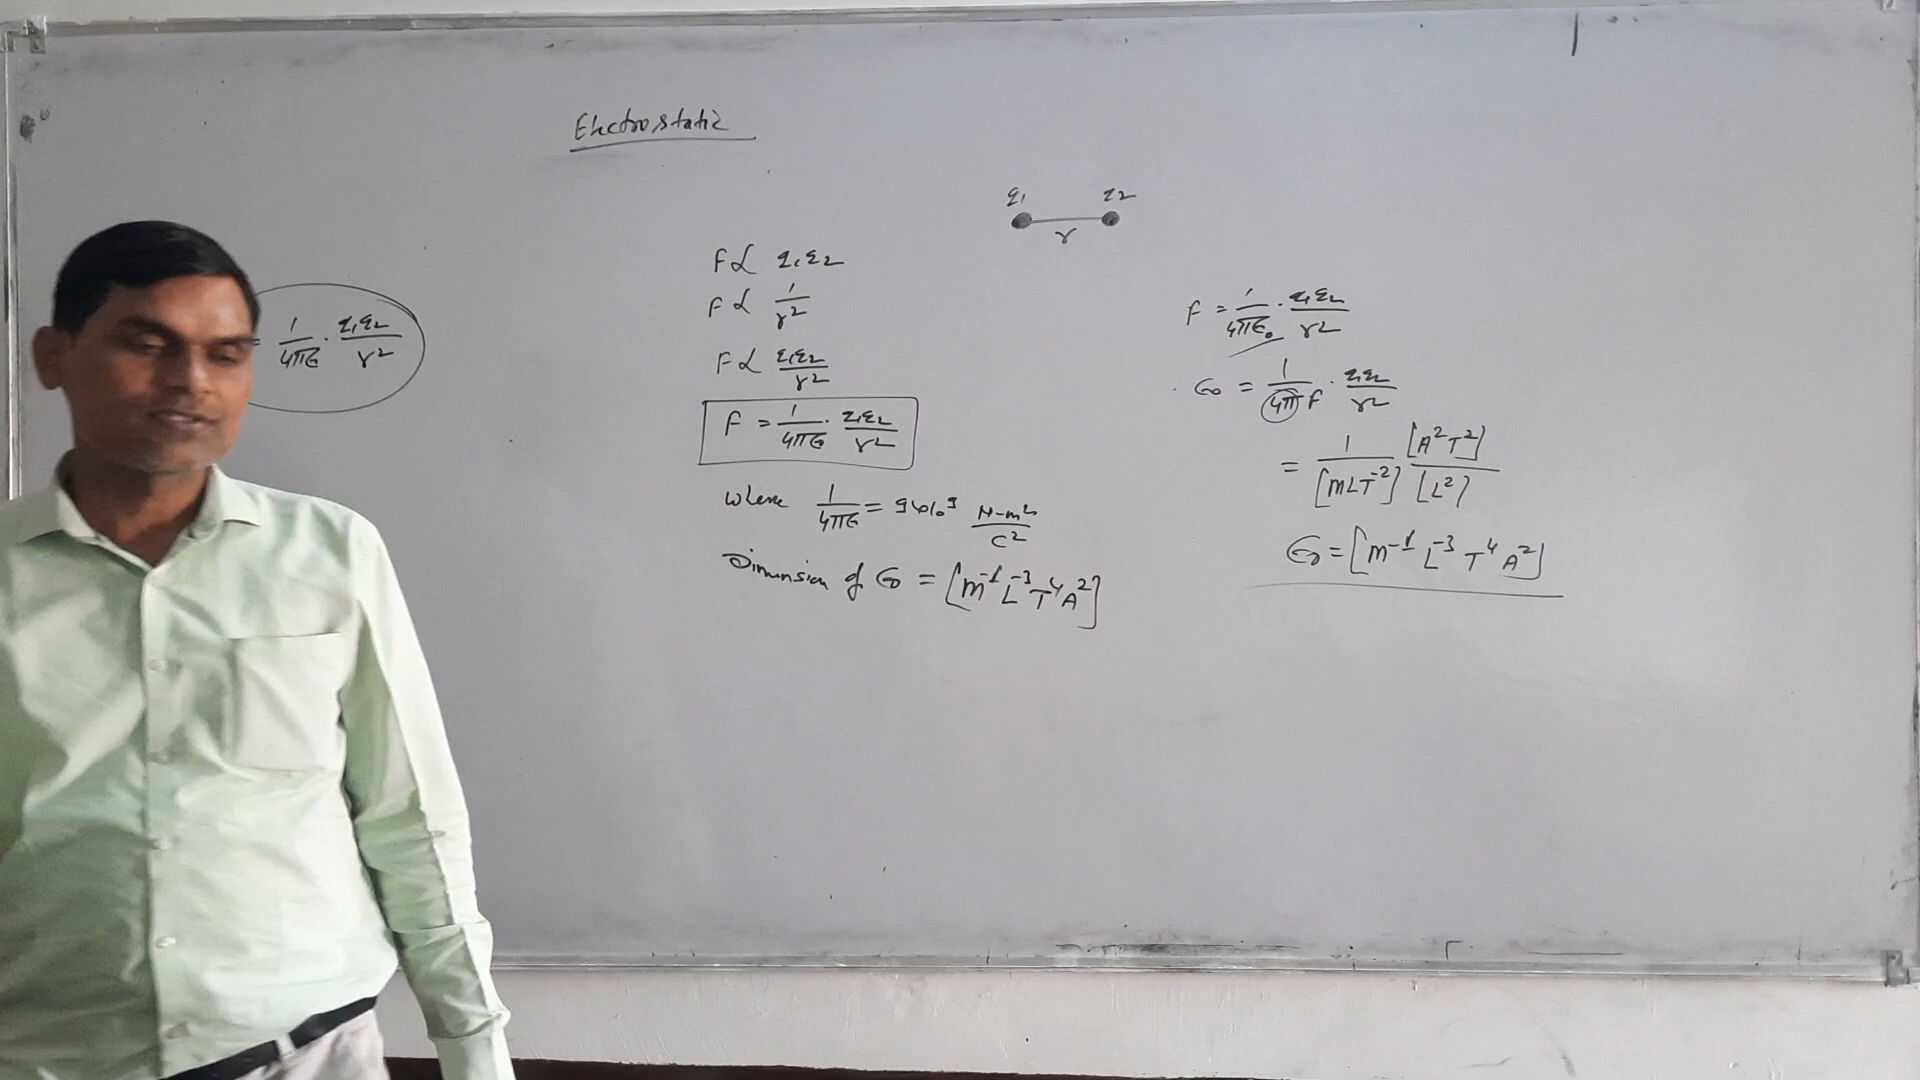 Electrostatic
q1 q2
r
= 1/4πϵ · q1q2/r²
F ∝ q1q2
F ∝ 1/r²
F ∝ q1q2/r²
F = 1/4πϵ0 · q1q2/r²
where 1/4πϵ0 = 9×10⁹ N-m²/C²
Dimension of ϵ0 = [M⁻¹L⁻³T⁴A²]
F = 1/4πϵ0 · q1q2/r²
ϵ0 = 1/4πF · q1q2/r²
= 1/[MLT⁻²] [A²T²]/[L²]
ϵ0 = [M⁻¹L⁻³T⁴A²]